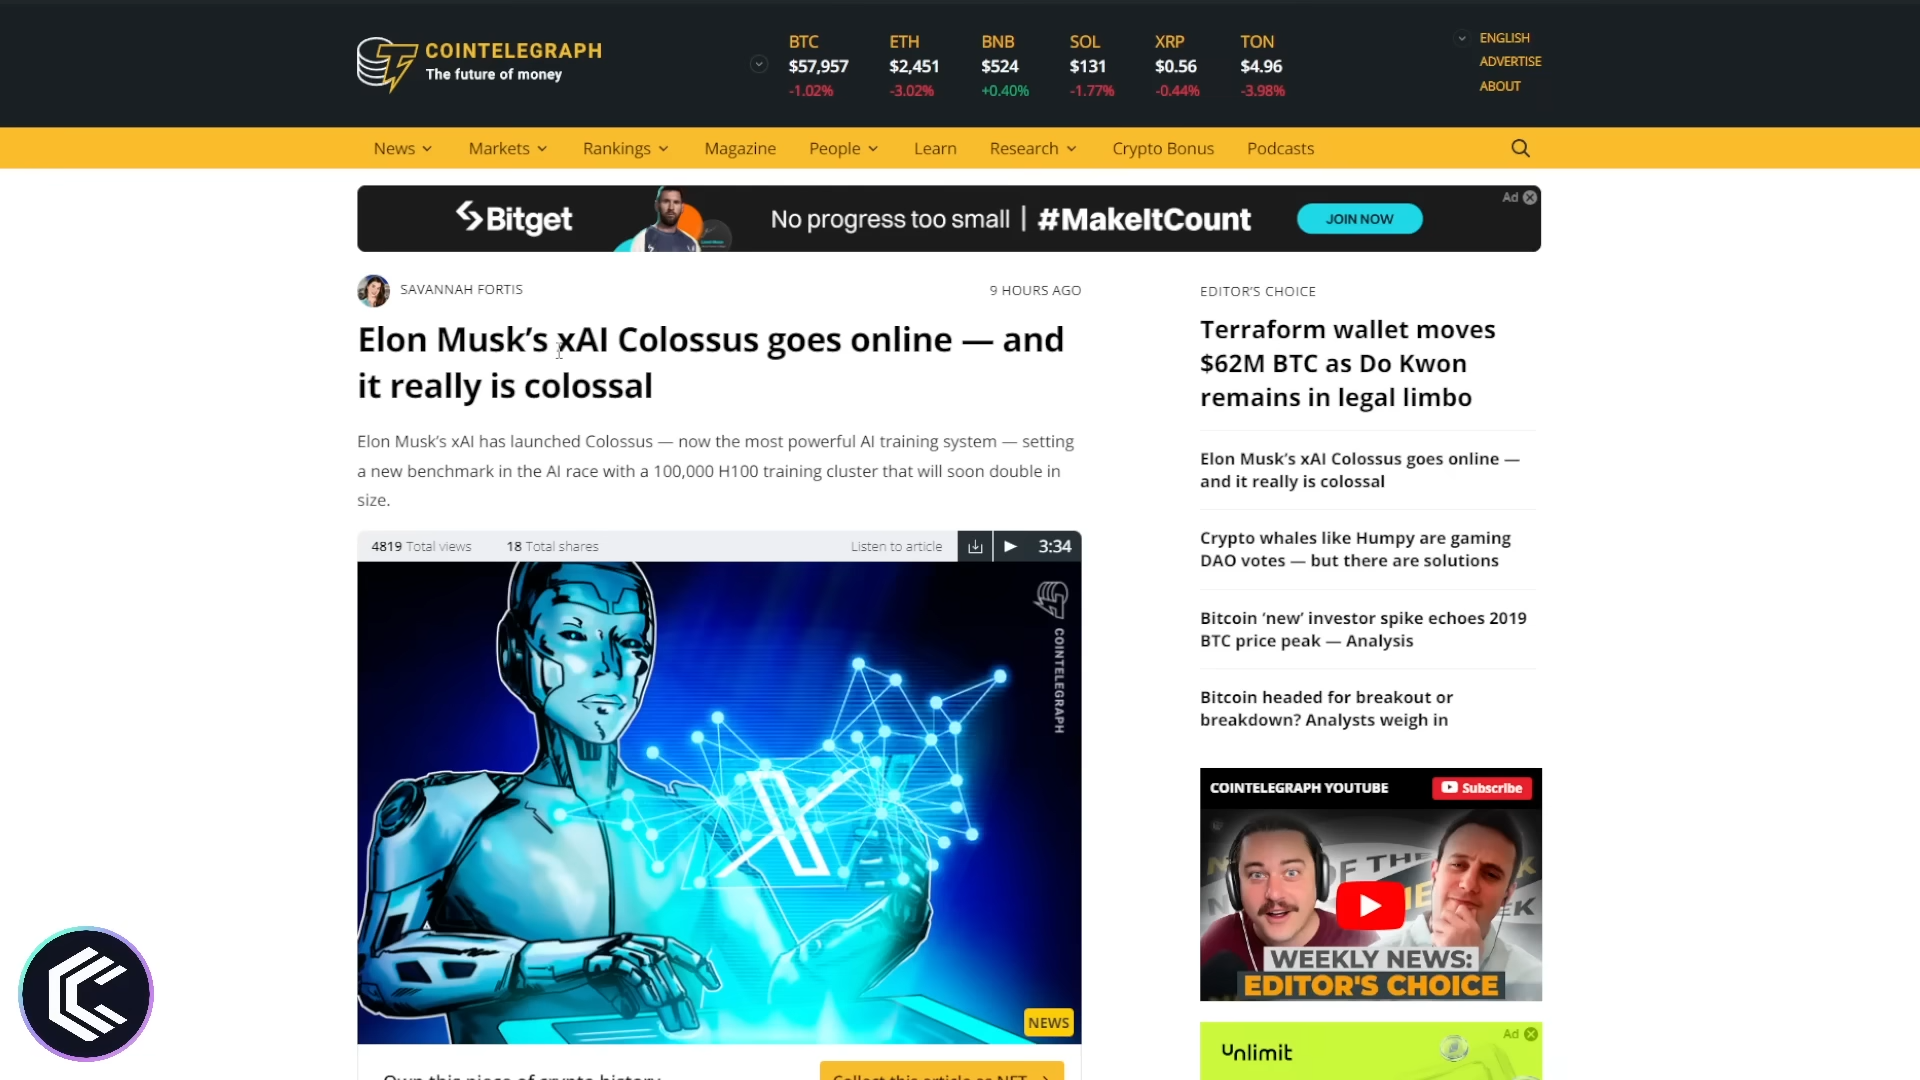 COINTELEGRAPH
The future of money
BTC
$57,957
-1.02%
ETH
$2,451
-3.02%
BNB
$524
+0.40%
SOL
$131
-1.77%
XRP
$0.56
-0.44%
TON
$4.96
-3.98%
ENGLISH
ADVERTISE
ABOUT
News
Markets
Rankings
Magazine
People
Learn
Research
Crypto Bonus
Podcasts
Bitget
No progress too small | #MakeItCount
JOIN NOW
Ad
SAVANNAH FORTIS
9 HOURS AGO
Elon Musk's xAI Colossus goes online — and
it really is colossal
Elon Musk's xAI has launched Colossus — now the most powerful AI training system — setting
a new benchmark in the AI race with a 100,000 H100 training cluster that will soon double in
size.
4819 Total views
18 Total shares
Listen to article
3:34
COINTELEGRAPH
NEWS
Own this piece of crypto history
Collect this article as NFT
EDITOR'S CHOICE
Terraform wallet moves
$62M BTC as Do Kwon
remains in legal limbo
Elon Musk's xAI Colossus goes online —
and it really is colossal
Crypto whales like Humpy are gaming
DAO votes — but there are solutions
Bitcoin 'new' investor spike echoes 2019
BTC price peak — Analysis
Bitcoin headed for breakout or
breakdown? Analysts weigh in
COINTELEGRAPH YOUTUBE
Subscribe
OF THE
WEEKLY NEWS:
EDITOR'S CHOICE
Ad
Unlimit